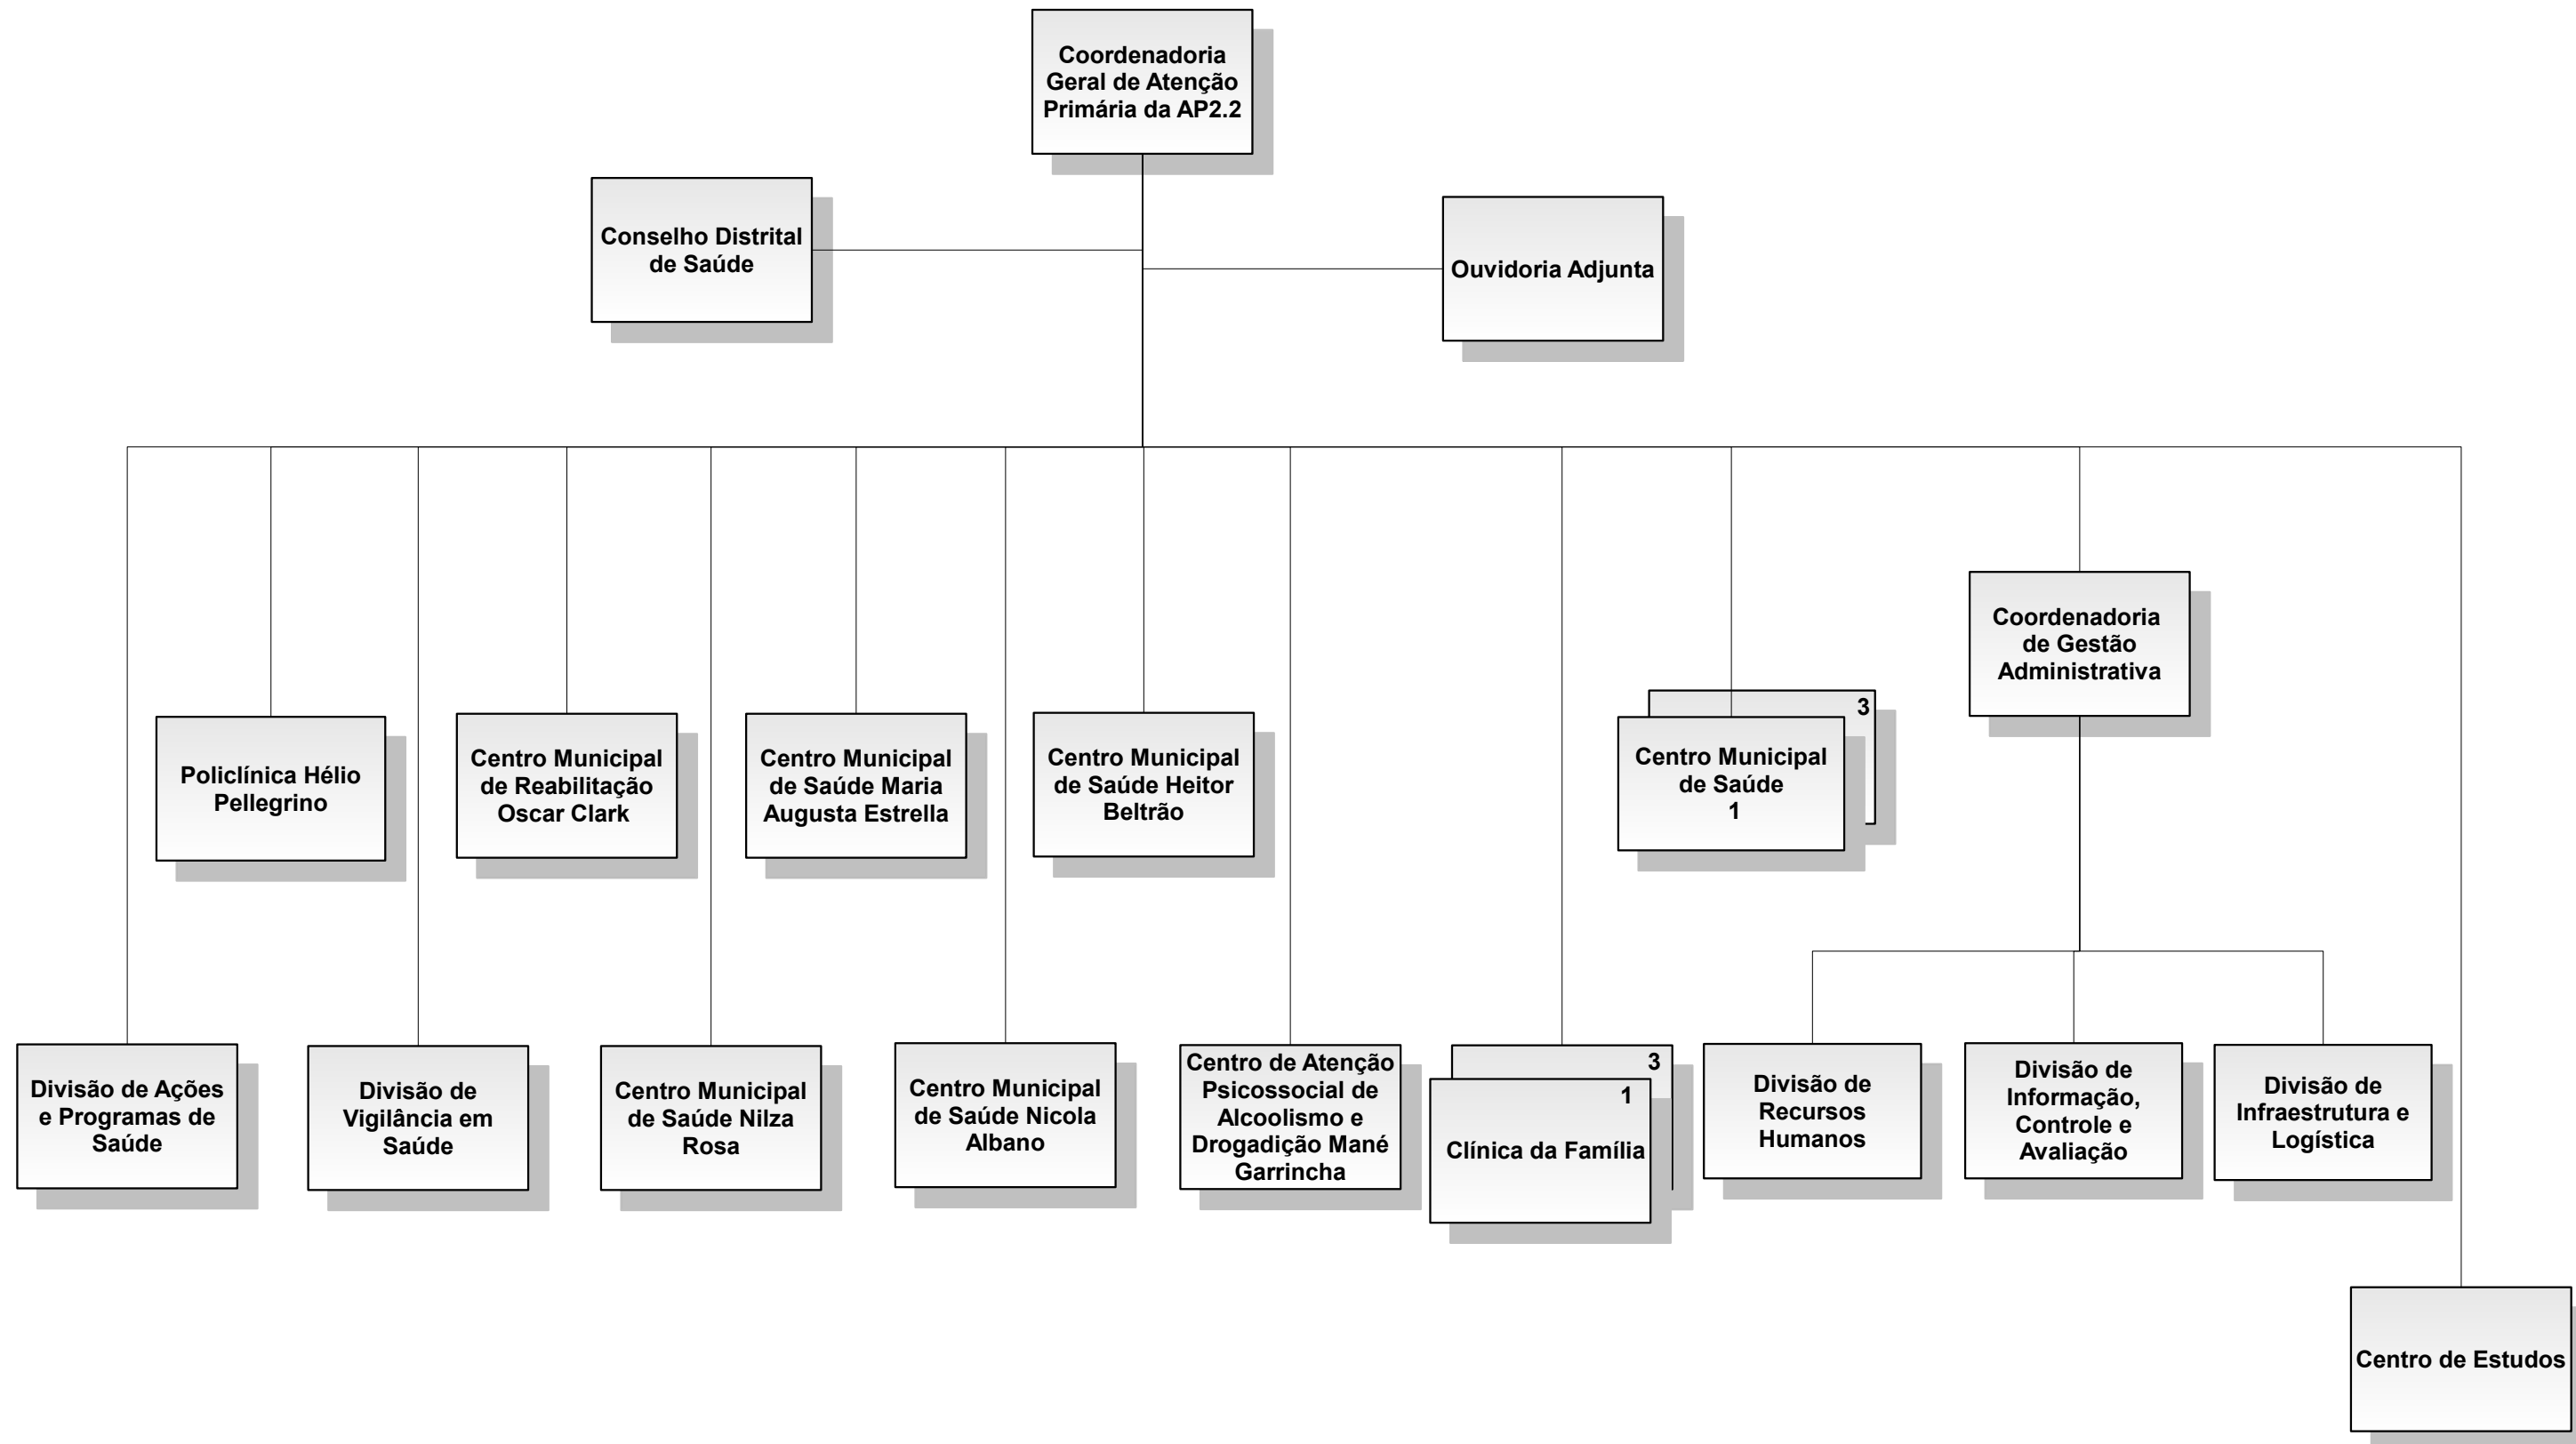 Coordenadoria
Geral de Atenção
Primária da AP2.2
Conselho Distrital
de Saúde
Ouvidoria Adjunta
Coordenadoria
de Gestão
Administrativa
Policlínica Hélio
Pellegrino
Centro Municipal
de Reabilitação
Oscar Clark
Centro Municipal
de Saúde Maria
Augusta Estrella
Centro Municipal
de Saúde Heitor
Beltrão
3
Centro Municipal
de Saúde
1
Divisão de Ações
e Programas de
Saúde
Divisão de
Vigilância em
Saúde
Centro Municipal
de Saúde Nilza
Rosa
Centro Municipal
de Saúde Nicola
Albano
Centro de Atenção
Psicossocial de
Alcoolismo e
Drogadição Mané
Garrincha
3
1
Clínica da Família
Divisão de
Recursos
Humanos
Divisão de
Informação,
Controle e
Avaliação
Divisão de
Infraestrutura e
Logística
Centro de Estudos